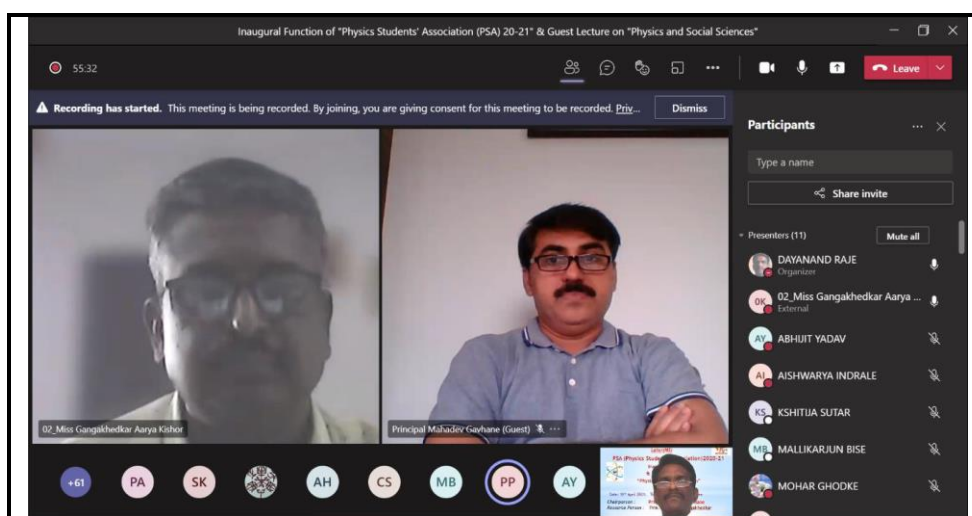 Inaugural Function of "Physics Students' Association (PSA) 20-21" & Guest Lecture on "Physics and Social Sciences"
55:32
Leave
Recording has started. This meeting is being recorded. By joining, you are giving consent for this meeting to be recorded. Priv...
Dismiss
02_Miss Gangakhedkar Aarya Kishor
Principal Mahadev Gavhane (Guest)
+61
PA
SK
AH
CS
MB
PP
AY
PSA (Physics
2020-21
Participants
Type a name
Share invite
Presenters (11)
Mute all
DAYANAND RAJE
Organizer
OK
02_Miss Gangakhedkar Aarya ...
External
AY
ABHIJIT YADAV
AI
AISHWARYA INDRALE
KS
KSHITIJA SUTAR
MB
MALLIKARJUN BISE
MOHAR GHODKE